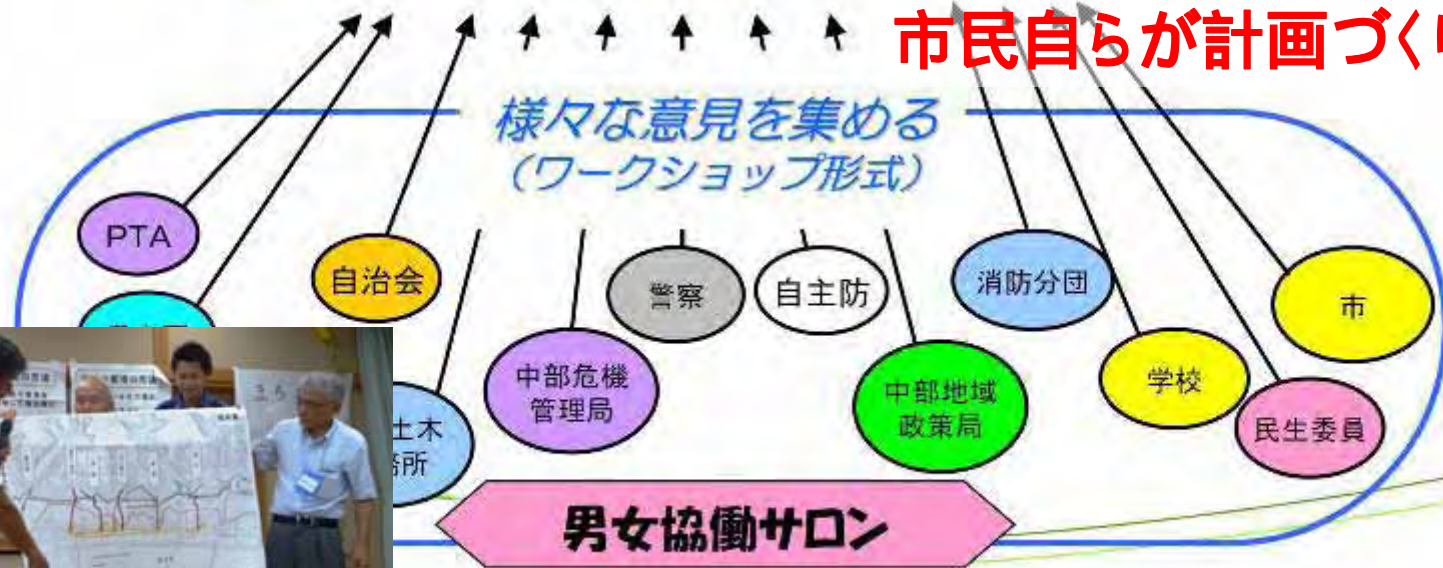 市民自らが計画づくり
様々な意見を集める
（ワークショップ形式）
PTA
自治会
警察
自主防
消防分団
市
中部危機
管理局
中部地域
政策局
学校
民生委員
土木
務所
男女協働サロン